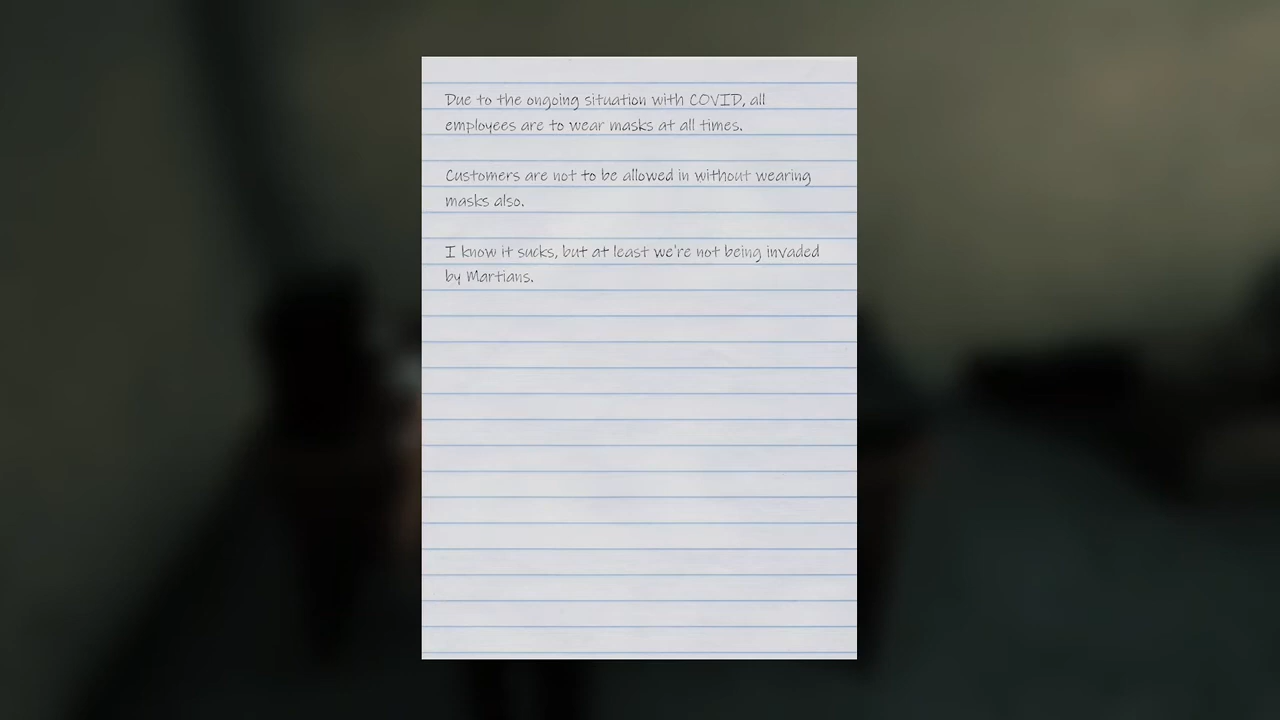 Due to the ongoing situation with COVID, all
employees are to wear masks at all times.
Customers are not to be allowed in without wearing
masks also.
I know it sucks, but at least we're not being invaded
by Martians.